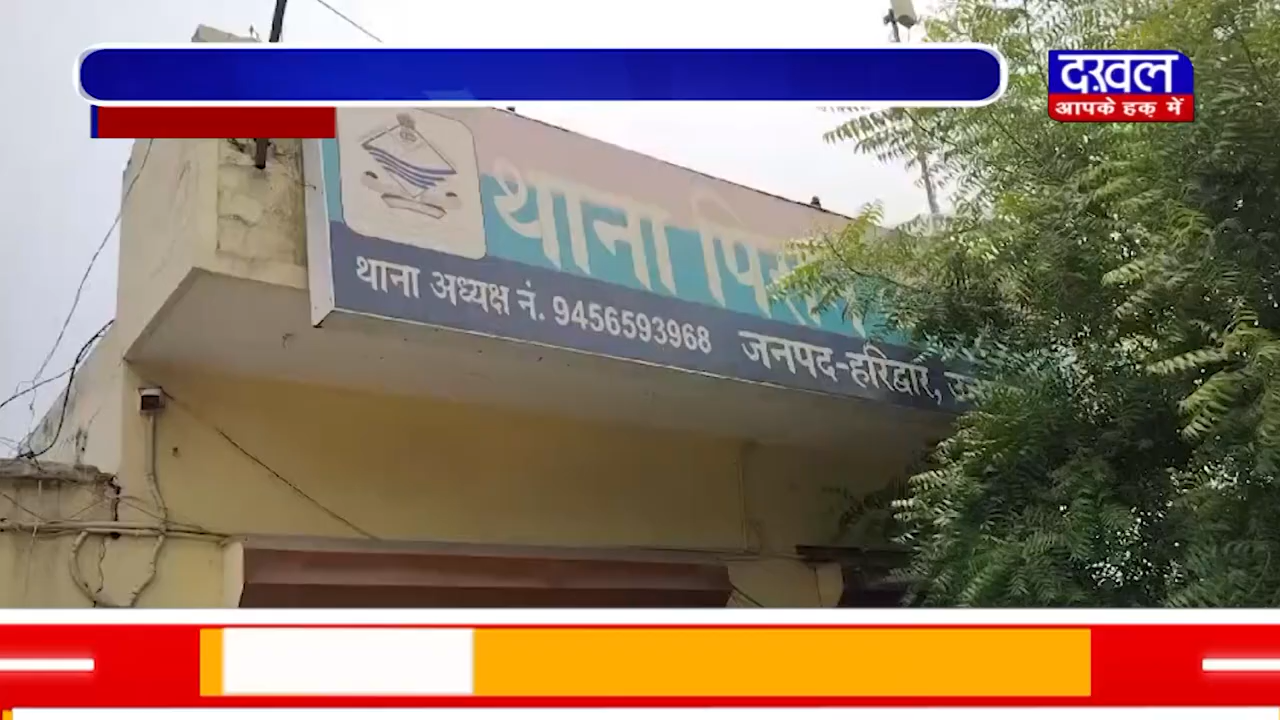 दख़ल
आपके हक़ में
थाना
थाना अध्यक्ष नं. 9456593968 जनपद-हरिद्वार,